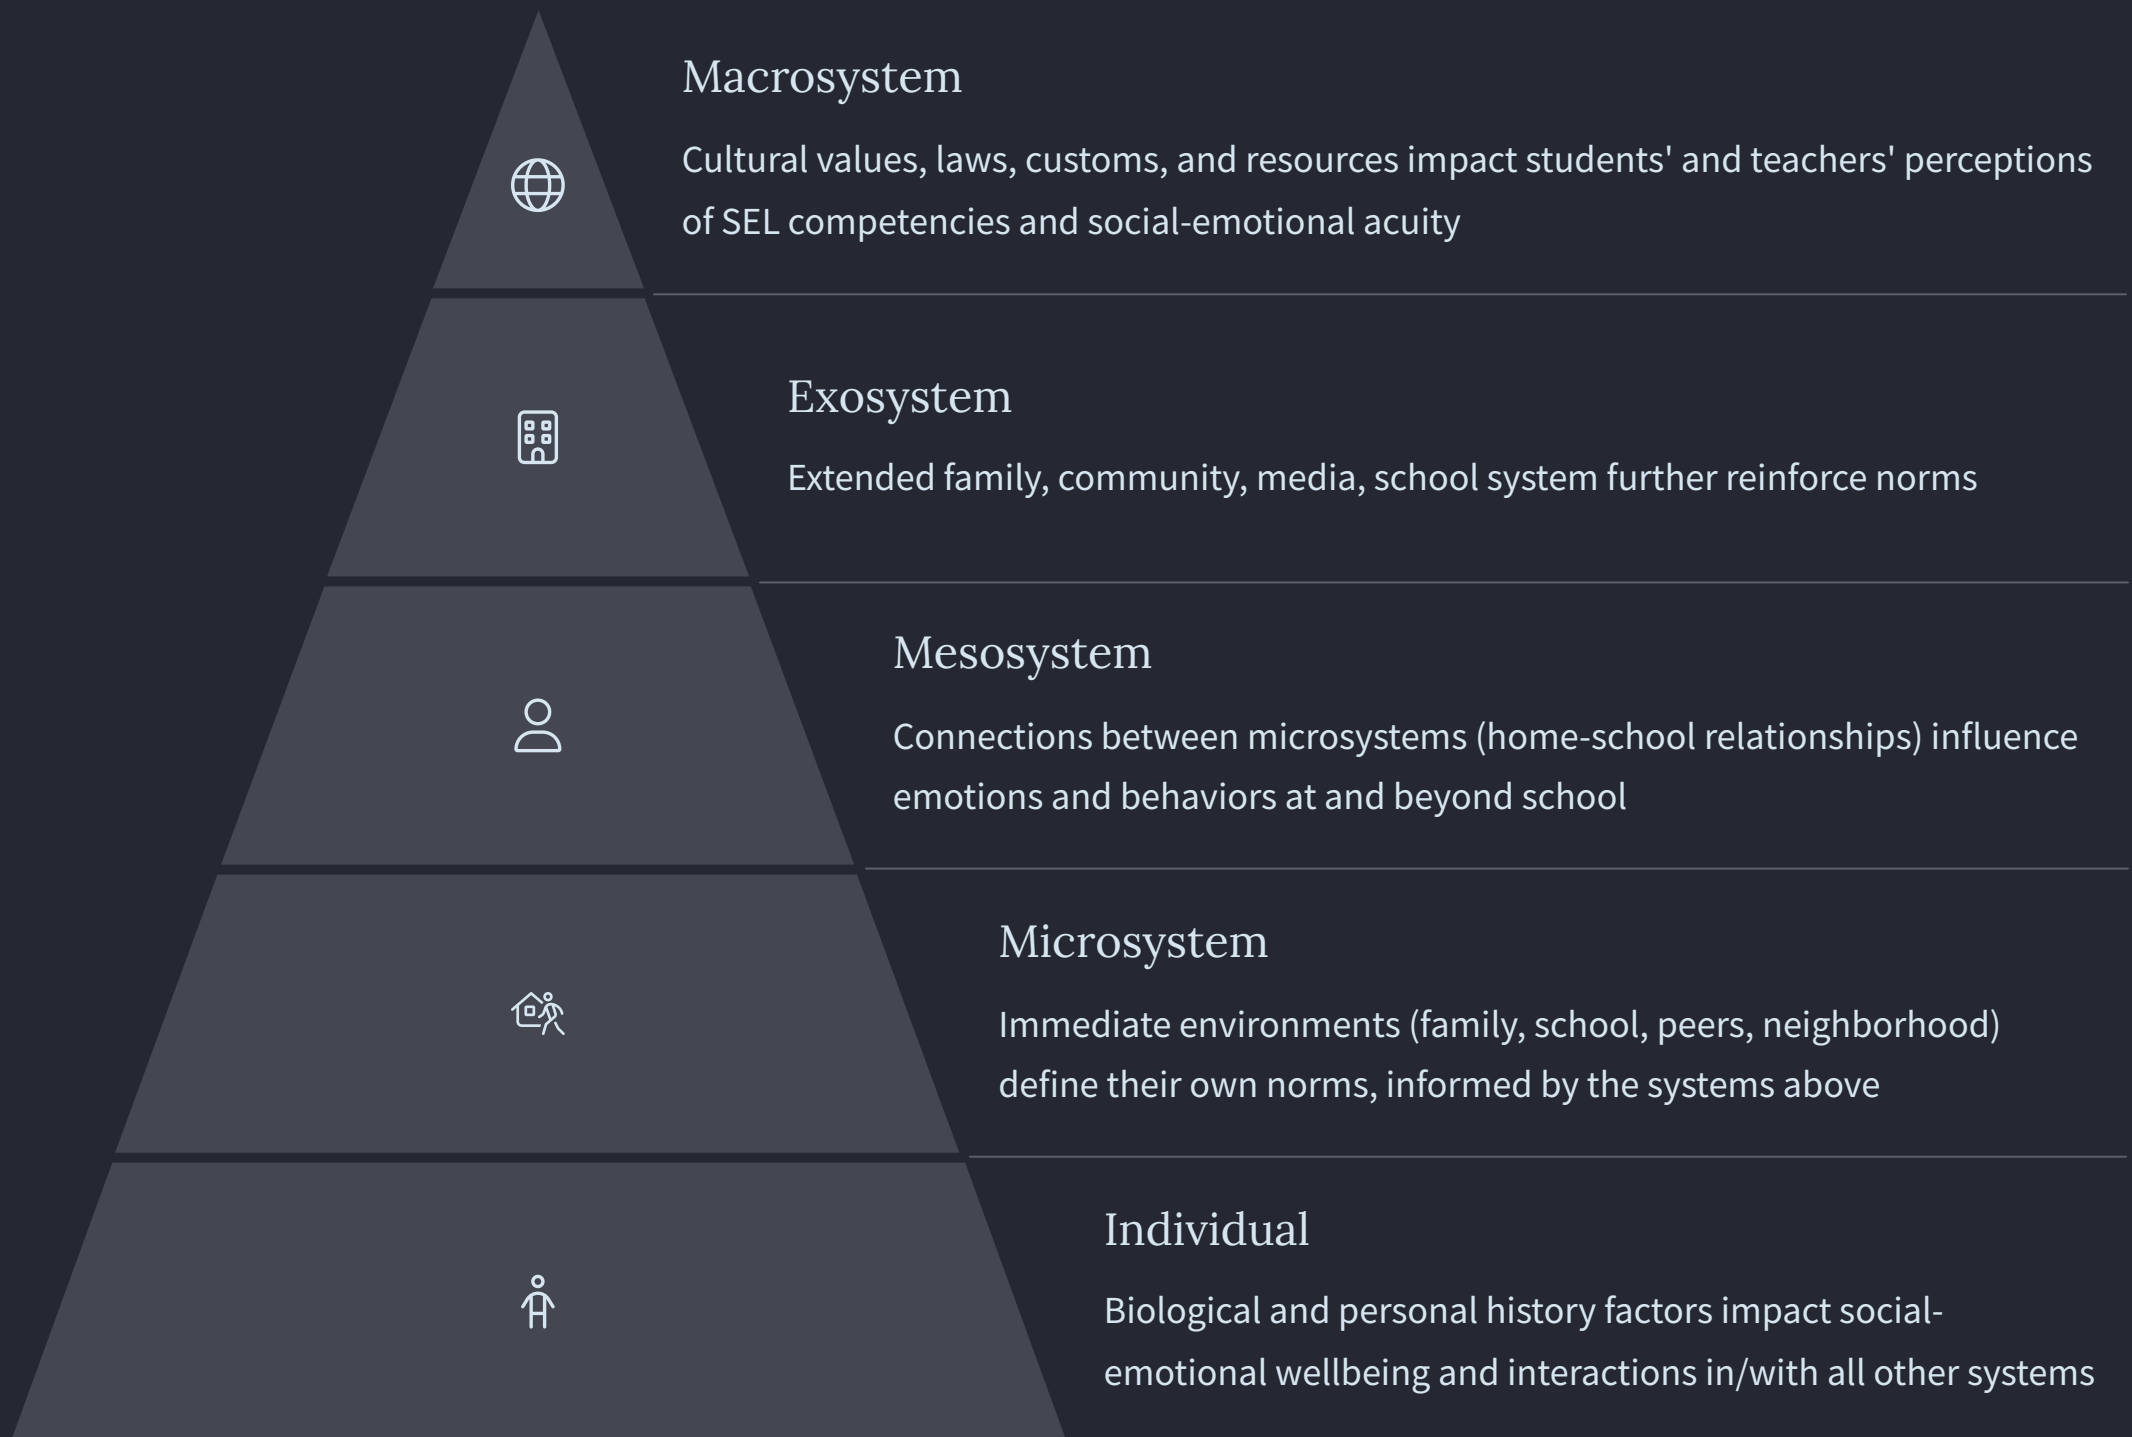 Macrosystem
Cultural values, laws, customs, and resources impact students' and teachers' perceptions
of SEL competencies and social-emotional acuity
Exosystem
Extended family, community, media, school system further reinforce norms
Mesosystem
Connections between microsystems (home-school relationships) influence
emotions and behaviors at and beyond school
Microsystem
Immediate environments (family, school, peers, neighborhood)
define their own norms, informed by the systems above
Individual
Biological and personal history factors impact social-
emotional wellbeing and interactions in/with all other systems